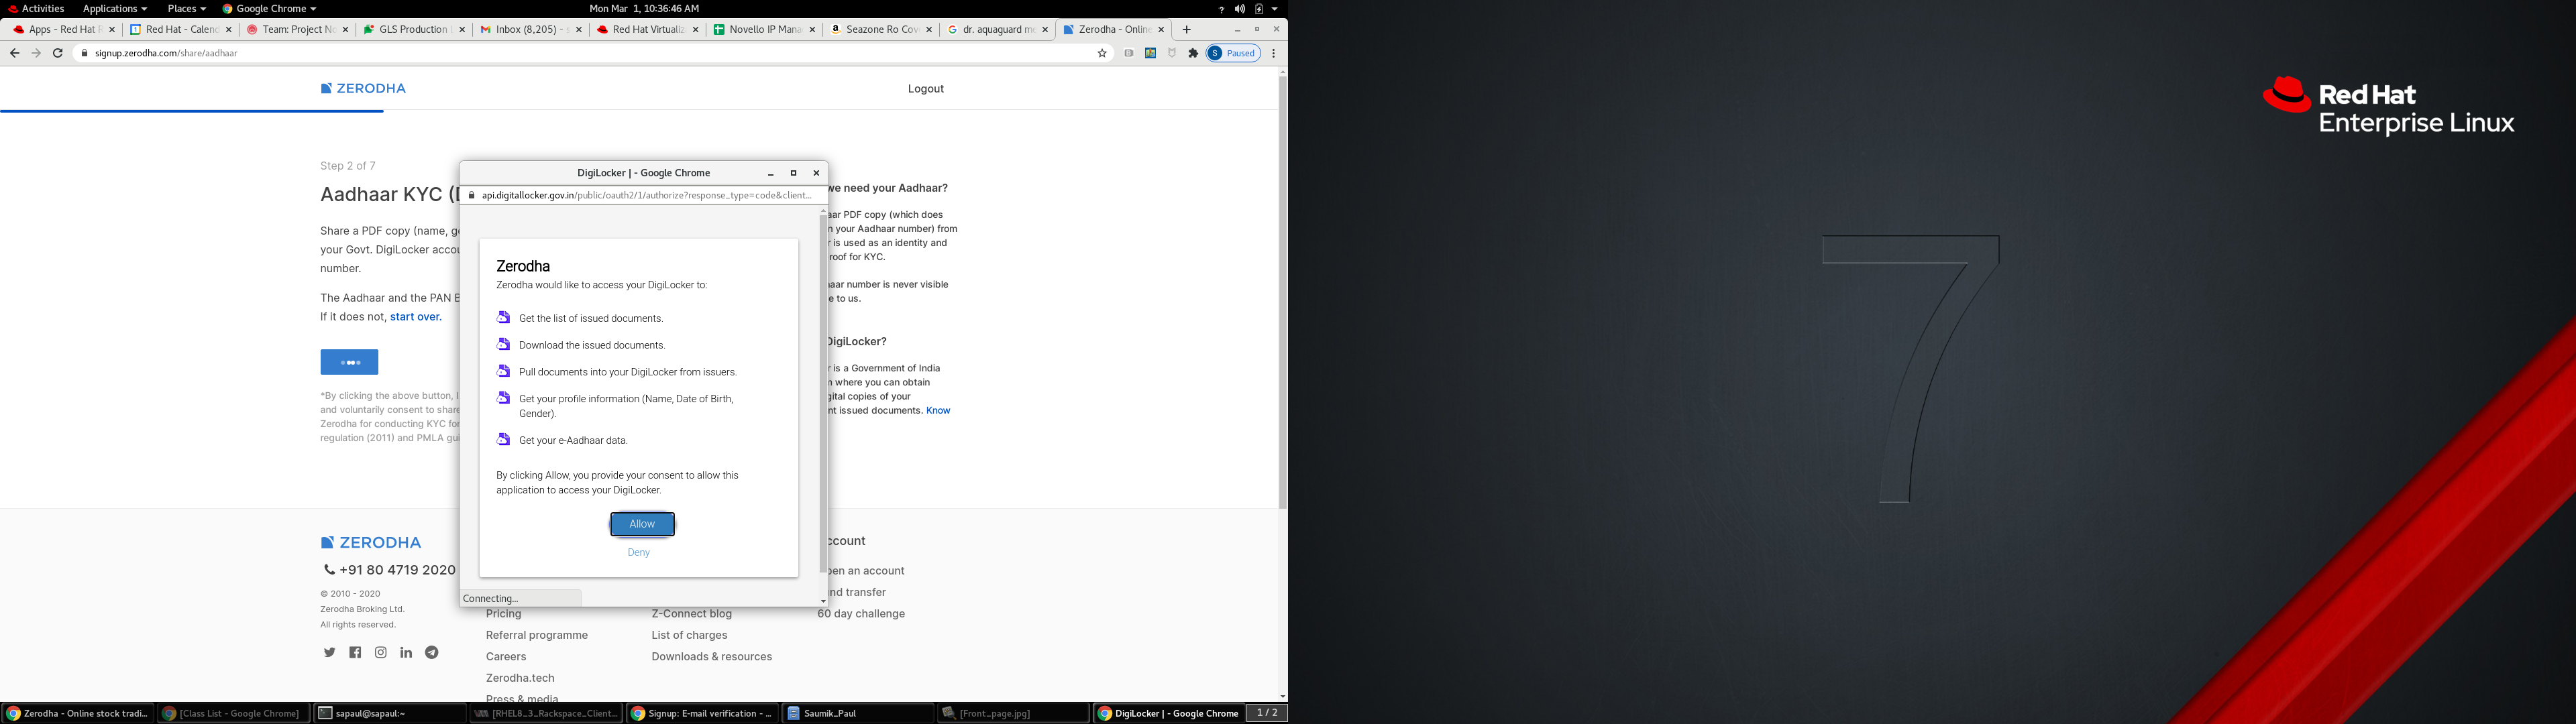 Activities Applications Places Google Chrome Mon Mar 1, 10:36:46 AM ?
Apps - Red Hat Red Hat - Calend Team: Project No GLS Production Inbox (8,205) - Red Hat Virtualiz Novello IP Mana Seazone Ro Cov dr. aquaguard Zerodha - Online
signup.zerodha.com/share/aadhaar S Paused
ZERODHA Logout
Step 2 of 7
Aadhaar KYC (
Share a PDF copy (name, g
your Govt. DigiLocker accou
number.
The Aadhaar and the PAN
If it does not, start over.
*By clicking the above button, I
and voluntarily consent to share
Zerodha for conducting KYC for
regulation (2011) and PMLA gu
DigiLocker | - Google Chrome
api.digitallocker.gov.in/public/oauth2/1/authorize?response_type=code&client...
Zerodha
Zerodha would like to access your DigiLocker to:
Get the list of issued documents.
Download the issued documents.
Pull documents into your DigiLocker from issuers.
Get your profile information (Name, Date of Birth,
Gender).
Get your e-Aadhaar data.
By clicking Allow, you provide your consent to allow this
application to access your DigiLocker.
Allow
Deny
Connecting...
we need your Aadhaar?
aar PDF copy (which does
n your Aadhaar number) from
r is used as an identity and
roof for KYC.
aar number is never visible
e to us.
DigiLocker?
r is a Government of India
n where you can obtain
gital copies of your
nt issued documents. Know
ZERODHA
+91 80 4719 2020
© 2010 - 2020
Zerodha Broking Ltd.
All rights reserved.
Pricing
Referral programme
Careers
Zerodha.tech
Press & media
Z-Connect blog
List of charges
Downloads & resources
ccount
pen an account
nd transfer
60 day challenge
Zerodha - Online stock tradi... [Class List - Google Chrome] sapaul@sapaul:~ [RHEL8_3_Rackspace_Client... Signup: E-mail verification - ... Saumik_Paul [Front_page.jpg] DigiLocker | - Google Chrome 1 / 2
Red Hat
Enterprise Linux
7